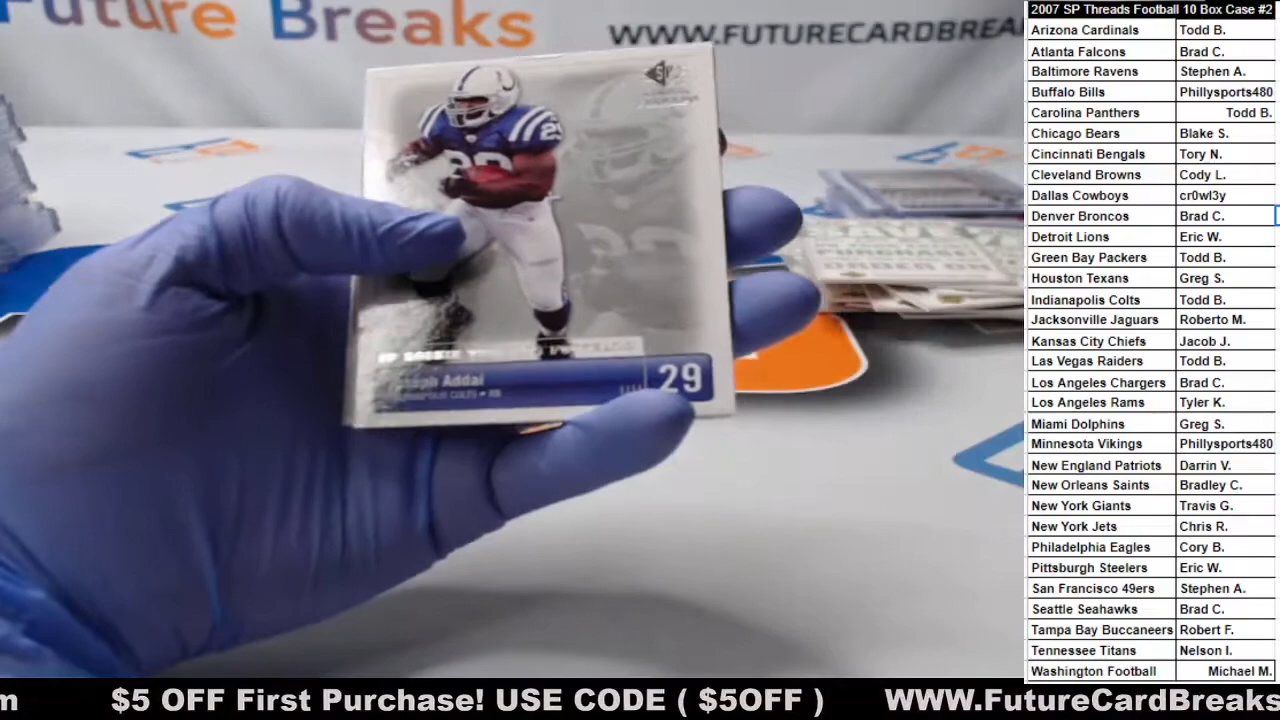 Future Breaks
WWW.FUTURECARDBREA
SP
29
Addai
29
2007 SP Threads Football 10 Box Case #2
Arizona Cardinals Todd B.
Atlanta Falcons Brad C.
Baltimore Ravens Stephen A.
Buffalo Bills Phillysports480
Carolina Panthers Todd B.
Chicago Bears Blake S.
Cincinnati Bengals Tory N.
Cleveland Browns Cody L.
Dallas Cowboys cr0wl3y
Denver Broncos Brad C.
Detroit Lions Eric W.
Green Bay Packers Todd B.
Houston Texans Greg S.
Indianapolis Colts Todd B.
Jacksonville Jaguars Roberto M.
Kansas City Chiefs Jacob J.
Las Vegas Raiders Todd B.
Los Angeles Chargers Brad C.
Los Angeles Rams Tyler K.
Miami Dolphins Greg S.
Minnesota Vikings Phillysports480
New England Patriots Darrin V.
New Orleans Saints Bradley C.
New York Giants Travis G.
New York Jets Chris R.
Philadelphia Eagles Cory B.
Pittsburgh Steelers Eric W.
San Francisco 49ers Stephen A.
Seattle Seahawks Brad C.
Tampa Bay Buccaneers Robert F.
Tennessee Titans Nelson I.
Washington Football Michael M.
m $5 OFF First Purchase! USE CODE ( $5OFF ) WWW.FutureCardBreaks